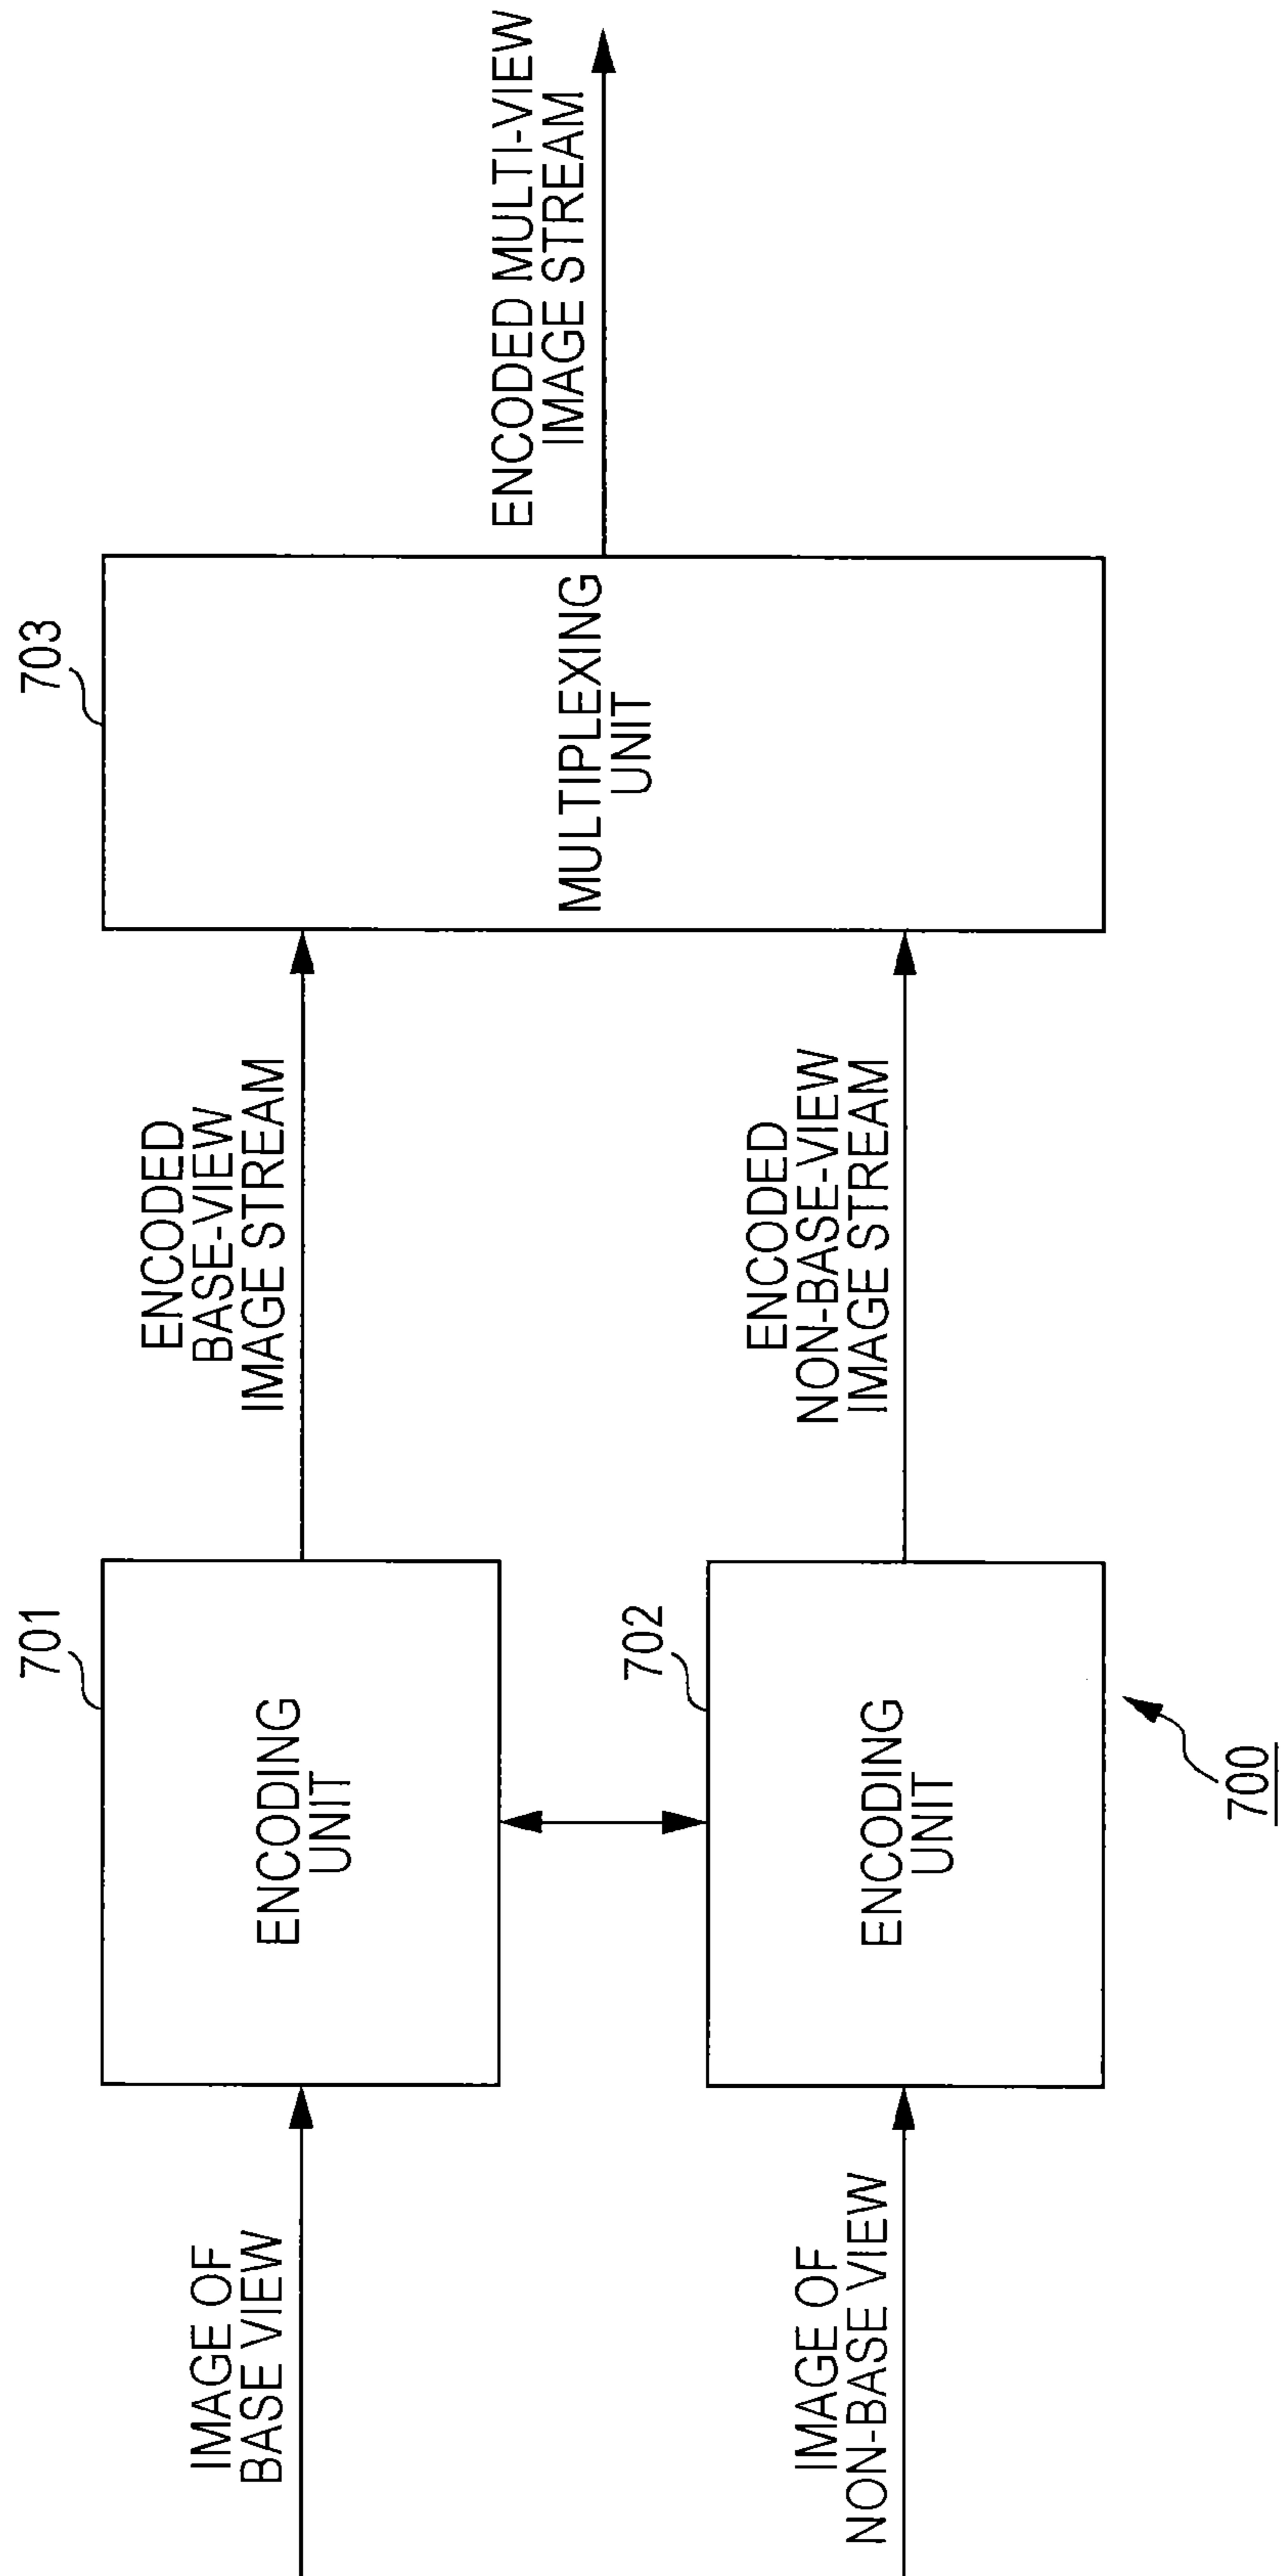 IMAGE OF
BASE VIEW
701
ENCODING
UNIT
ENCODED
BASE-VIEW
IMAGE STREAM
703
MULTIPLEXING
UNIT
ENCODED MULTI-VIEW
IMAGE STREAM
IMAGE OF
NON-BASE VIEW
702
ENCODING
UNIT
ENCODED
NON-BASE-VIEW
IMAGE STREAM
700